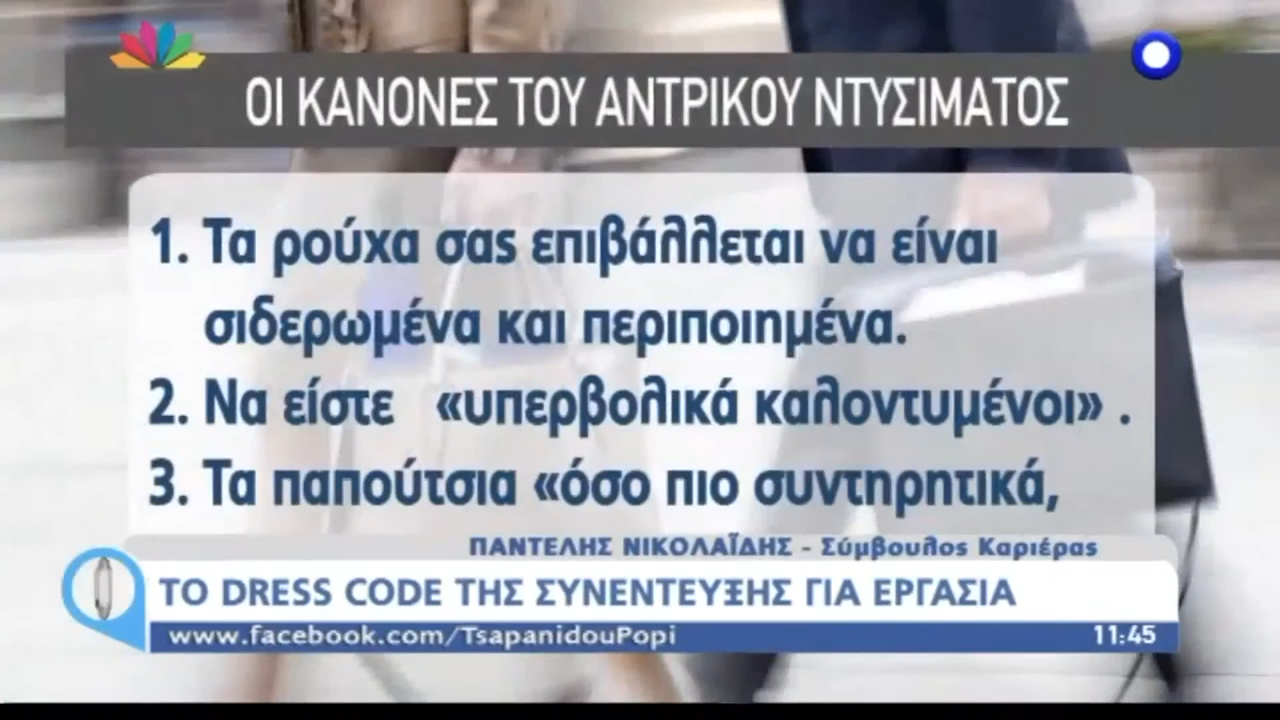 ΟΙ ΚΑΝΟΝΕΣ ΤΟΥ ΑΝΤΡΙΚΟΥ ΝΤΥΣΙΜΑΤΟΣ
1. Τα ρούχα σας επιβάλλεται να είναι
σιδερωμένα και περιποιημένα.
2. Να είστε «υπερβολικά καλοντυμένοι» .
3. Τα παπούτσια «όσο πιο συντηρητικά,
ΠΑΝΤΕΛΗΣ ΝΙΚΟΛΑΪΔΗΣ - Σύμβουλος Καριέρας
ΤΟ DRESS CODE ΤΗΣ ΣΥΝΕΝΤΕΥΞΗΣ ΓΙΑ ΕΡΓΑΣΙΑ
www.facebook.com/TsapanidouPopi 11:45